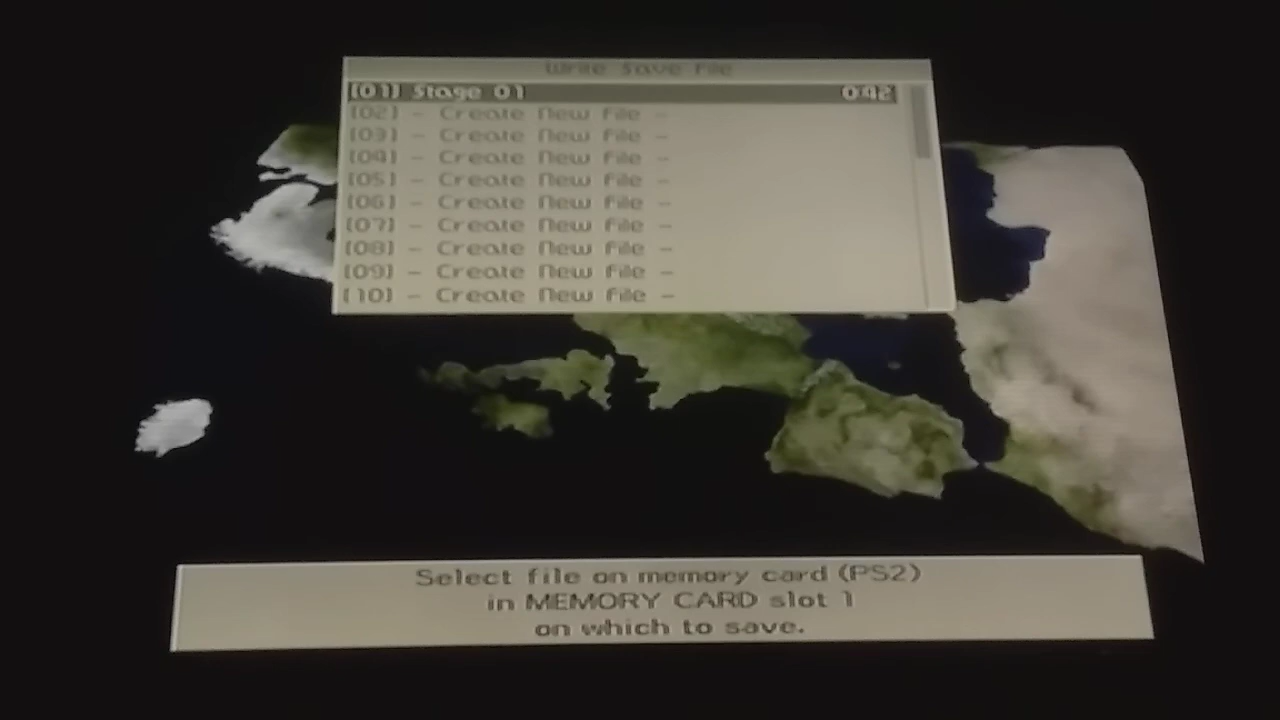 Write Save File
[01] Stage 01 0:42
[02] - Create New File -
[03] - Create New File -
[04] - Create New File -
[05] - Create New File -
[06] - Create New File -
[07] - Create New File -
[08] - Create New File -
[09] - Create New File -
[10] - Create New File -
Select file on memory card (PS2)
in MEMORY CARD slot 1
on which to save.